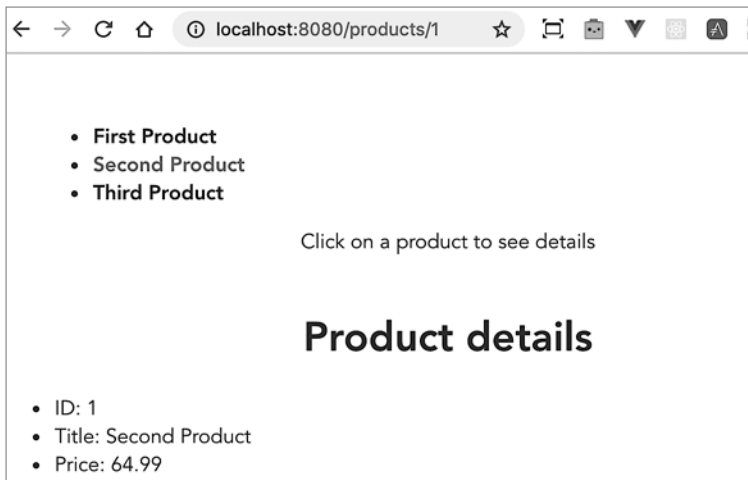 localhost:8080/products/1
First Product
Second Product
Third Product
Click on a product to see details
Product details
ID: 1
Title: Second Product
Price: 64.99